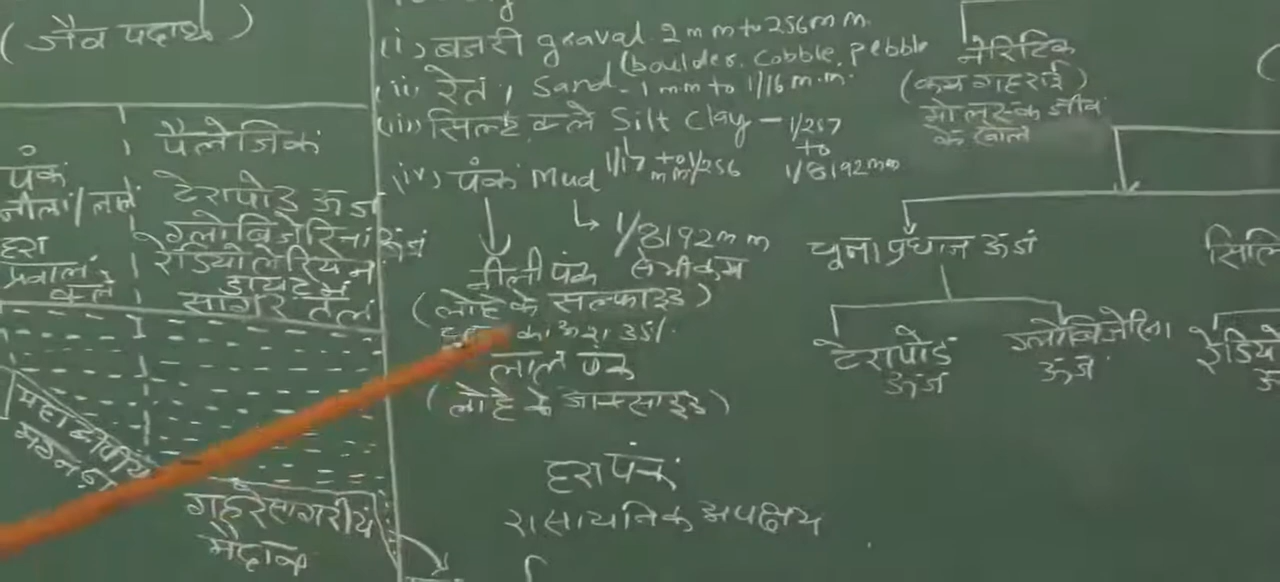 (जैव पदार्थ)
पैलेजिक
पंक
नीला/लाल
हरा
प्रवाल
क्ले
टेरापोड ऊज
ग्लोबिजेरिना ऊज
रेडियोलेरियन
डायटम
सागर तल
महाद्वीपीय
मग्नतट
गहरेसागरीय
मैदान
(i) बजरी graval 2mm to 256mm
(boulder, Cobble, Pebble
(ii) रेत, Sand - 1mm to 1/16 m.m.
(iii) सिल्ट क्ले Silt Clay - 1/257
to
1/8192mm
(iv) पंक Mud 1/17 to 1/256
mm
1/8192mm
नीली पंक सेभी कम
(लोहे के सल्फाइड)
का अंश 35%
लाल पंक
(लोहे के आक्साइड)
हरा पंक
रासायनिक अपक्षय
नेरिटिक
(कम गहराई)
मोलस्क जीव
के खोल
चूना प्रधान ऊज
टेरापोड
ऊज
ग्लोबिजेरिना
ऊज
सिलि
रेडियो